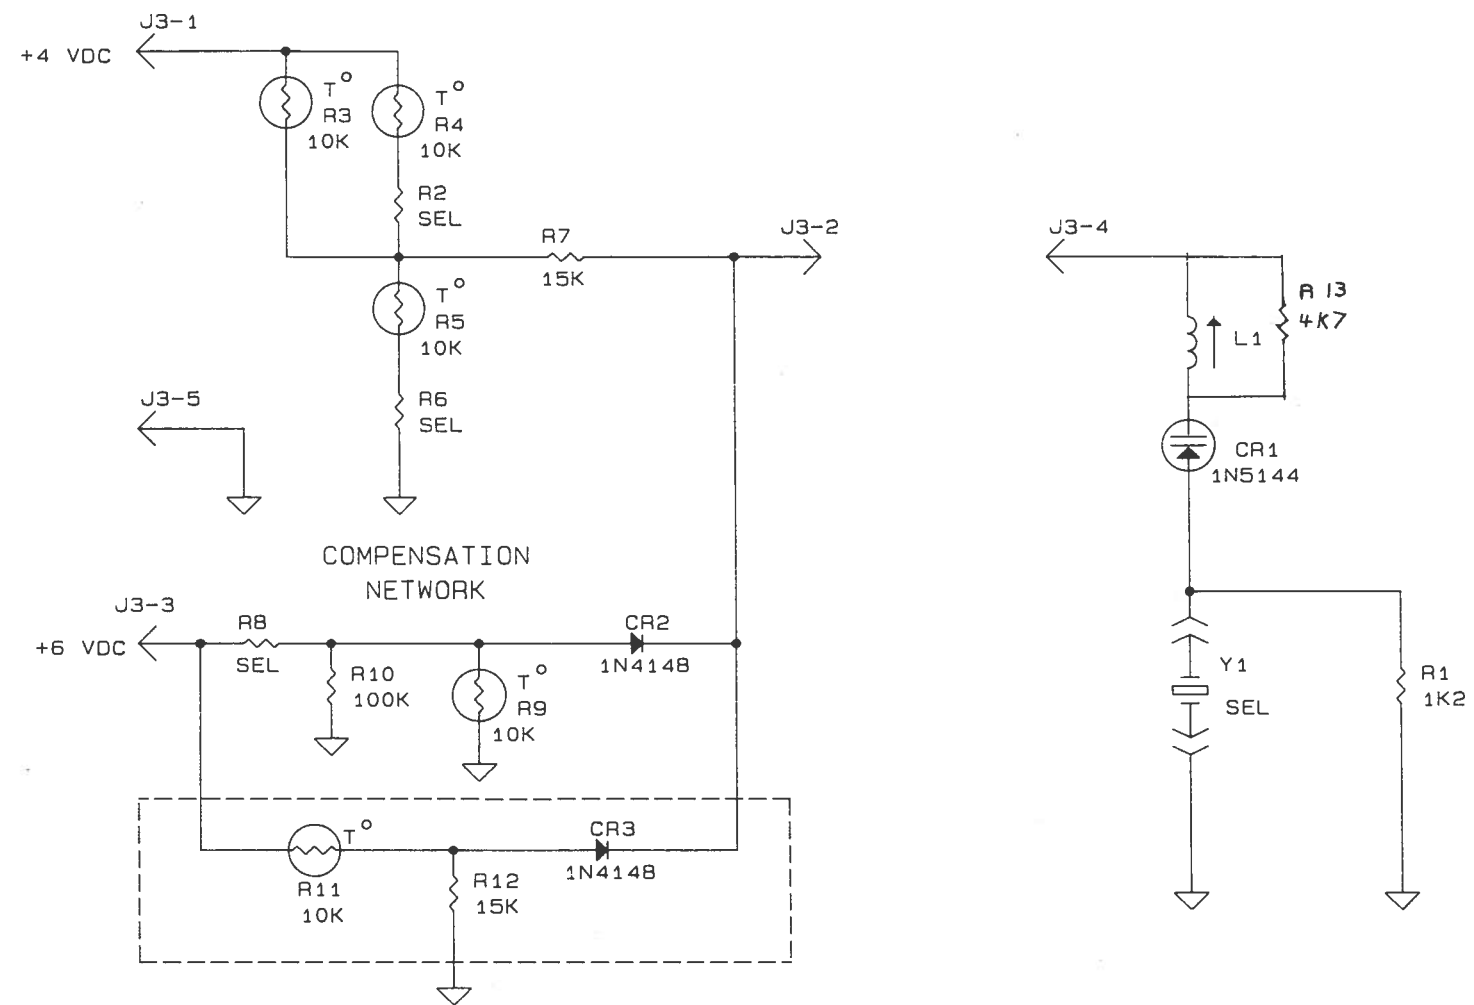 J3-1
+4 VDC
T°
R3
10K
T°
R4
10K
R2
SEL
R7
15K
J3-2
T°
R5
10K
J3-5
R6
SEL
COMPENSATION
NETWORK
J3-3
+6 VDC
R8
SEL
R10
100K
T°
R9
10K
CR2
1N4148
T°
R11
10K
CR3
1N4148
R12
15K
J3-4
R 13
4K7
L1
CR1
1N5144
Y1
SEL
R1
1K2